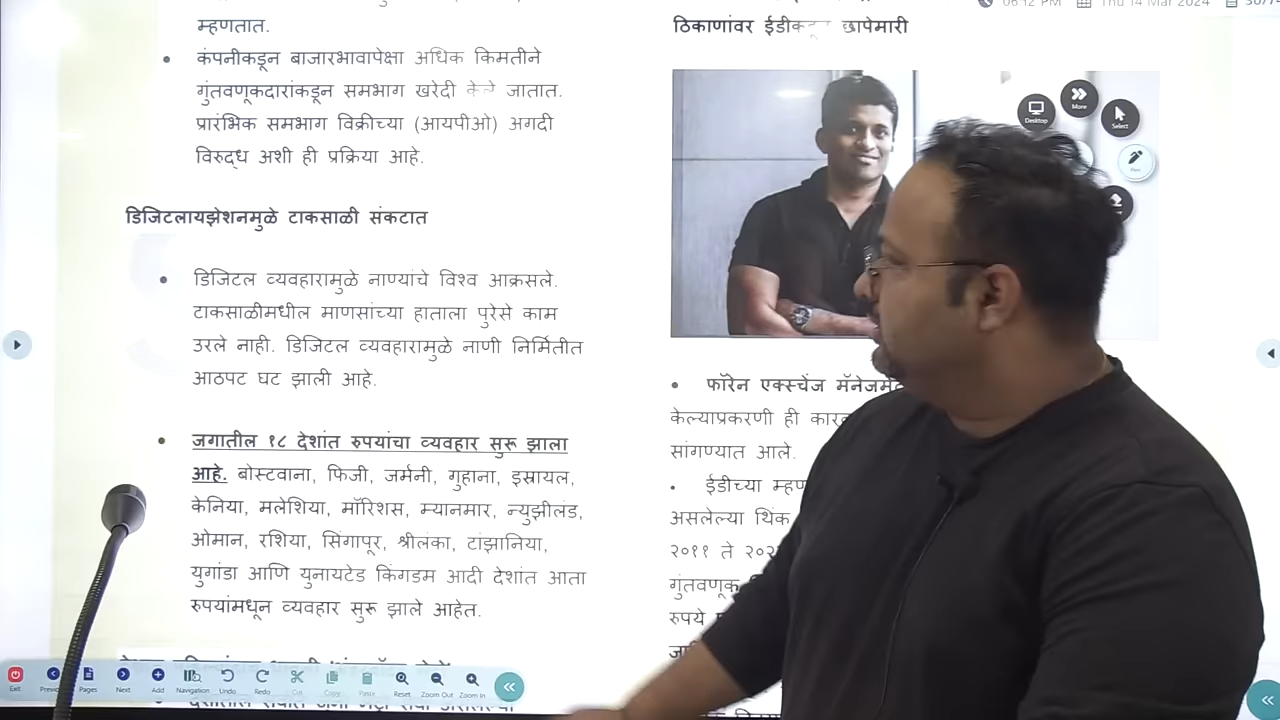 06:12 PM Thu 14 Mar 2024
म्हणतात.
• कंपनीकडून बाजारभावापेक्षा अधिक किमतीने
गुंतवणूकदारांकडून समभाग खरेदी केले जातात.
प्रारंभिक समभाग विक्रीच्या (आयपीओ) अगदी
विरुद्ध अशी ही प्रक्रिया आहे.
डिजिटलायझेशनमुळे टाकसाळी संकटात
• डिजिटल व्यवहारामुळे नाण्यांचे विश्व आक्रसले.
टाकसाळीमधील माणसांच्या हाताला पुरेसे काम
उरले नाही. डिजिटल व्यवहारामुळे नाणी निर्मितीत
आठपट घट झाली आहे.
• जगातील १८ देशांत रुपयांचा व्यवहार सुरू झाला
आहे. बोस्टवाना, फिजी, जर्मनी, गुहाना, इस्रायल,
केनिया, मलेशिया, मॉरिशस, म्यानमार, न्युझीलंड,
ओमान, रशिया, सिंगापूर, श्रीलंका, टांझानिया,
युगांडा आणि युनायटेड किंगडम आदी देशांत आता
रुपयांमधून व्यवहार सुरू झाले आहेत.
ठिकाणांवर ईडीकडून छापेमारी
Desktop
More
Select
Pen
• फॉरेन एक्स्चेंज
केल्याप्रकरणी ही
सांगण्यात आले.
• ईडीच्या
असलेल्या थिंक
२०११ ते
गुंतवणूक
रुपये
Exit
Pages
Next
Add
Navigation
Undo
Redo
Cut
Copy
Paste
Reset
Zoom Out
Zoom In